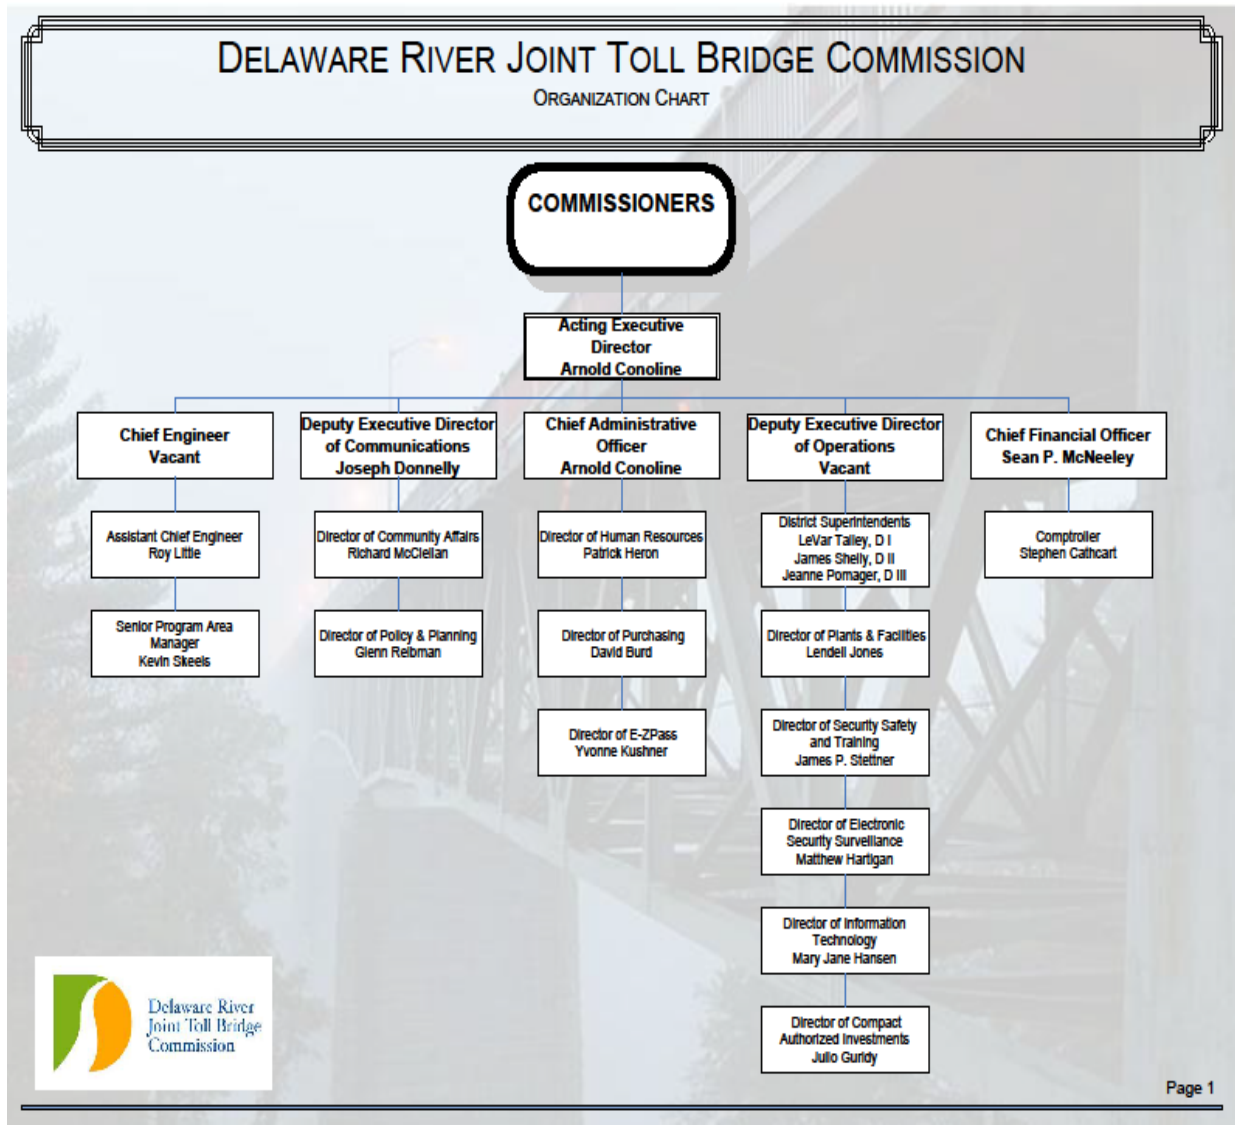 DELAWARE RIVER JOINT TOLL BRIDGE COMMISSION
ORGANIZATION CHART
COMMISSIONERS
Acting Executive
Director
Arnold Conoline
Chief Engineer
Vacant
Deputy Executive Director
of Communications
Joseph Donnelly
Chief Administrative
Officer
Arnold Conoline
Deputy Executive Director
of Operations
Vacant
Chief Financial Officer
Sean P. McNeeley
Assistant Chief Engineer
Roy Little
Director of Community Affairs
Richard McClellan
Director of Human Resources
Patrick Heron
District Superintendents
LeVar Talley, D I
James Shelly, D II
Jeanne Pomager, D III
Comptroller
Stephen Cathcart
Senior Program Area
Manager
Kevin Skeels
Director of Policy & Planning
Glenn Reibman
Director of Purchasing
David Burd
Director of Plants & Facilities
Lendell Jones
Director of E-ZPass
Yvonne Kushner
Director of Security Safety
and Training
James P. Stettner
Director of Electronic
Security Surveillance
Matthew Hartigan
Director of Information
Technology
Mary Jane Hansen
Director of Compact
Authorized Investments
Julio Guridy
Delaware River
Joint Toll Bridge
Commission
Page 1